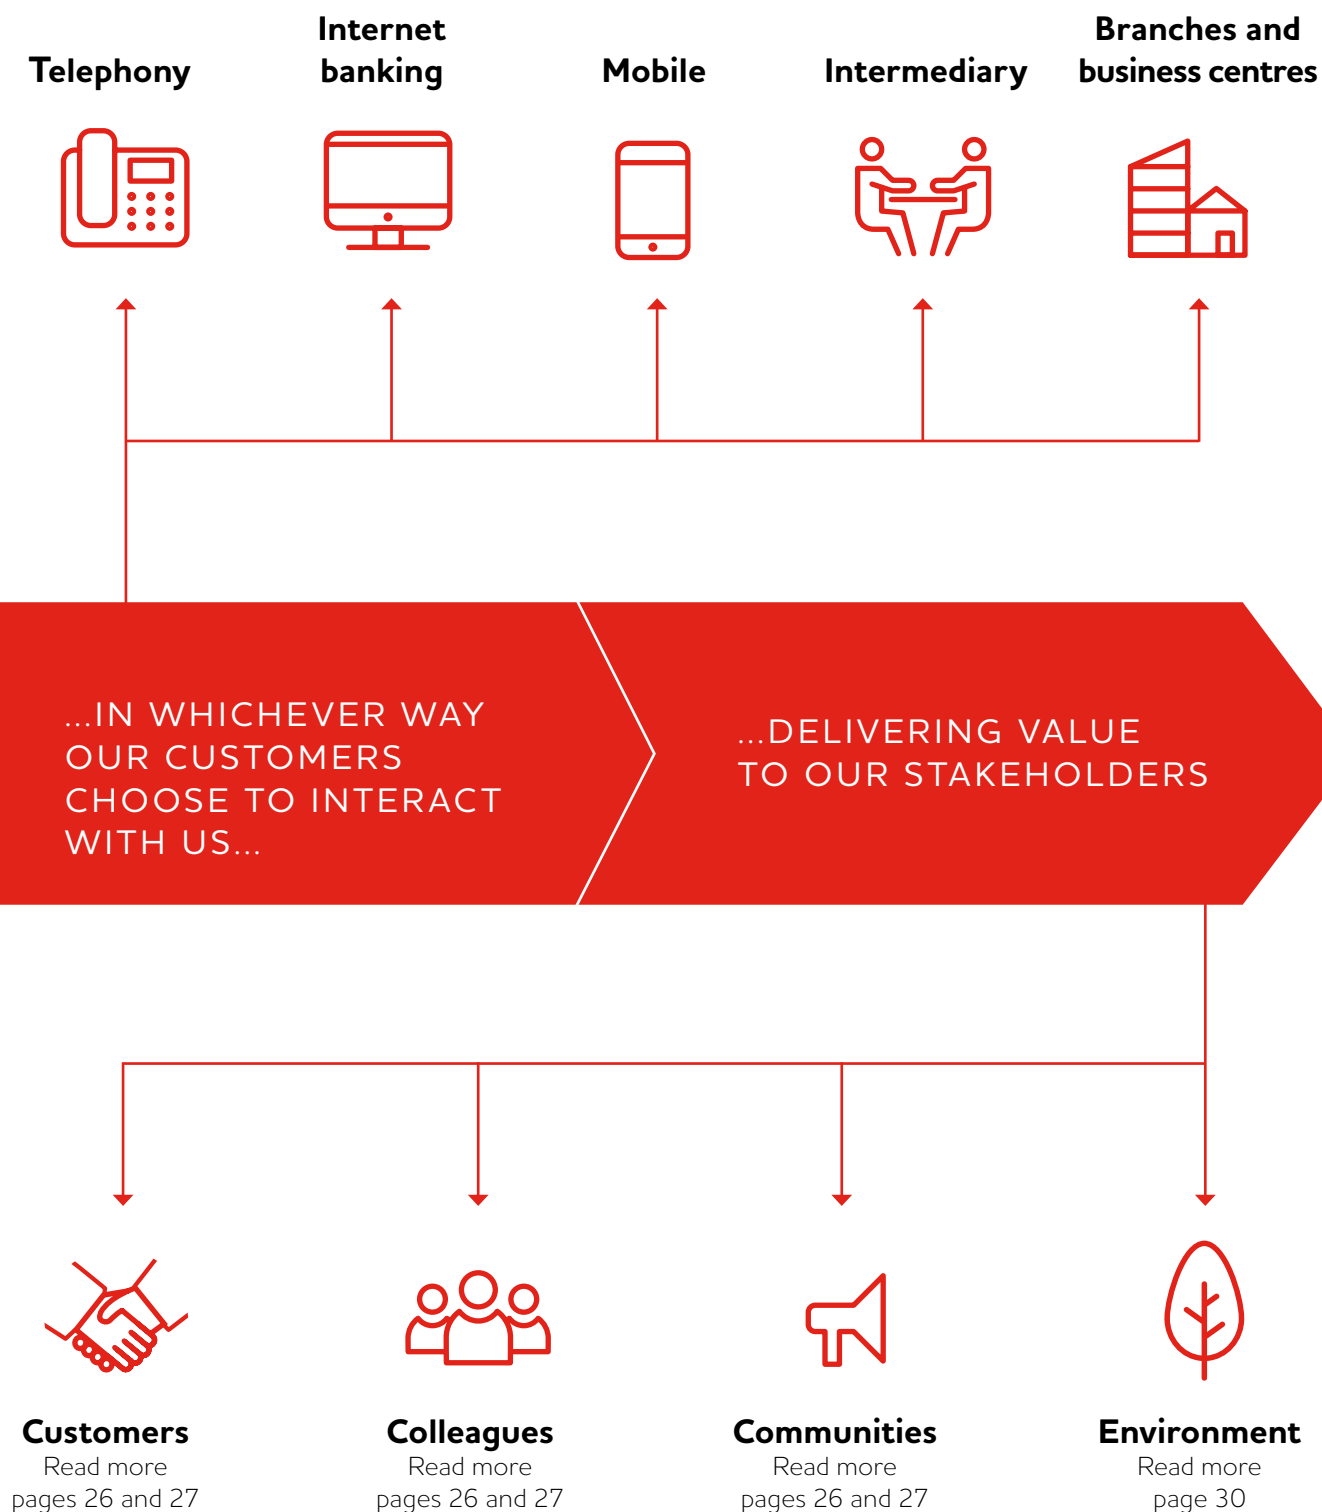 Telephony
Internet
banking
Mobile
Intermediary
Branches and
business centres
...IN WHICHEVER WAY
OUR CUSTOMERS
CHOOSE TO INTERACT
WITH US...
...DELIVERING VALUE
TO OUR STAKEHOLDERS
Customers
Read more
pages 26 and 27
Colleagues
Read more
pages 26 and 27
Communities
Read more
pages 26 and 27
Environment
Read more
page 30